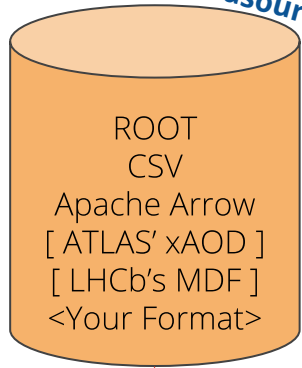 ROOT
CSV
Apache Arrow
[ ATLAS’ xAOD ]
[ LHCb’s MDF ]
<Your Format>